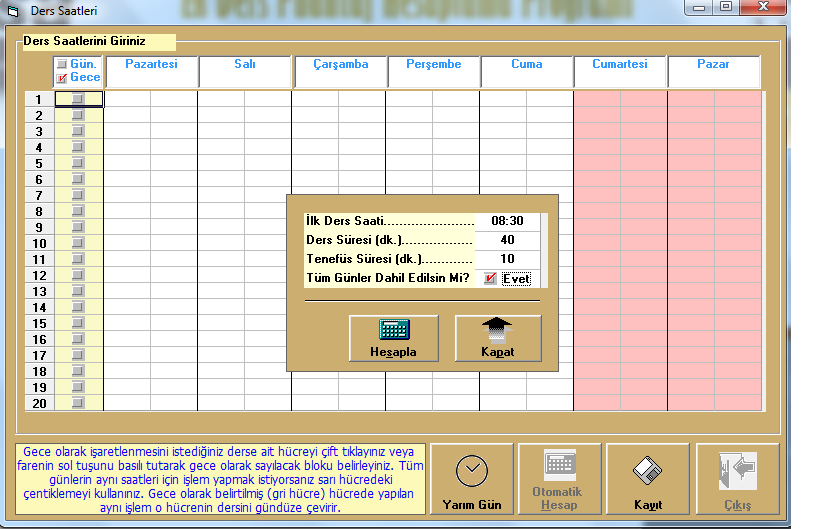 Ders Saatleri
Ders Saatlerini Giriniz
Gün.
Gece
Pazartesi
Salı
Çarşamba
Perşembe
Cuma
Cumartesi
Pazar
1
2
3
4
5
6
7
8
9
10
11
12
13
14
15
16
17
18
19
20
İlk Ders Saati....................... 08:30
Ders Süresi (dk.).................. 40
Tenefüs Süresi (dk.)............. 10
Tüm Günler Dahil Edilsin Mi? Evet
Hesapla
Kapat
Gece olarak işaretlenmesini istediğiniz derse ait hücreyi çift tıklayınız veya
farenin sol tuşunu basılı tutarak gece olarak sayılacak bloku belirleyiniz. Tüm
günlerin aynı saatleri için işlem yapmak istiyorsanız sarı hücredeki
çentiklemeyi kullanınız. Gece olarak belirtilmiş (gri hücre) hücrede yapılan
aynı işlem o hücrenin dersini gündüze çevirir.
Yarım Gün
Otomatik
Hesap
Kayıt
Çıkış